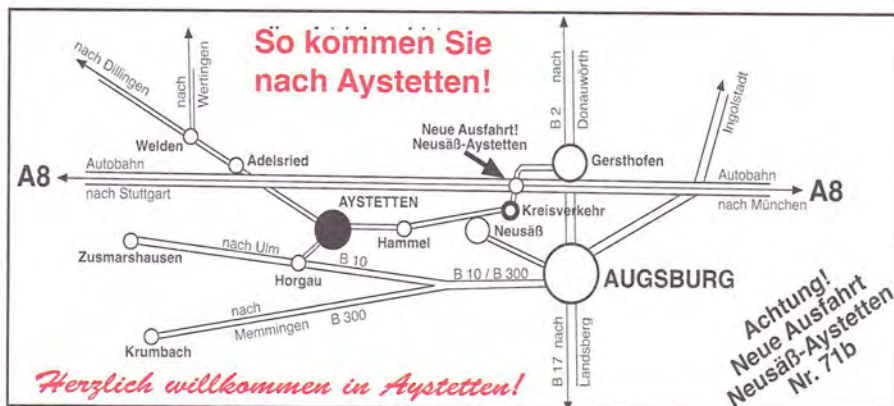 So kommen Sie
nach Aystetten!
nach Dillingen
nach
Wertingen
B 2 nach
Donauwörth
Ingolstadt
Neue Ausfahrt!
Neusäß-Aystetten
Welden
Adelsried
Gersthofen
Autobahn
Autobahn
A8
A8
nach Stuttgart
nach München
AYSTETTEN
Kreisverkehr
Hammel
Neusäß
Zusmarshausen
nach Ulm
B 10
Horgau
B 10 / B 300
AUGSBURG
nach
Memmingen
B 300
Krumbach
B 17 nach
Landsberg
Achtung!
Neue Ausfahrt
Neusäß-Aystetten
Nr. 71b
Herzlich willkommen in Aystetten!